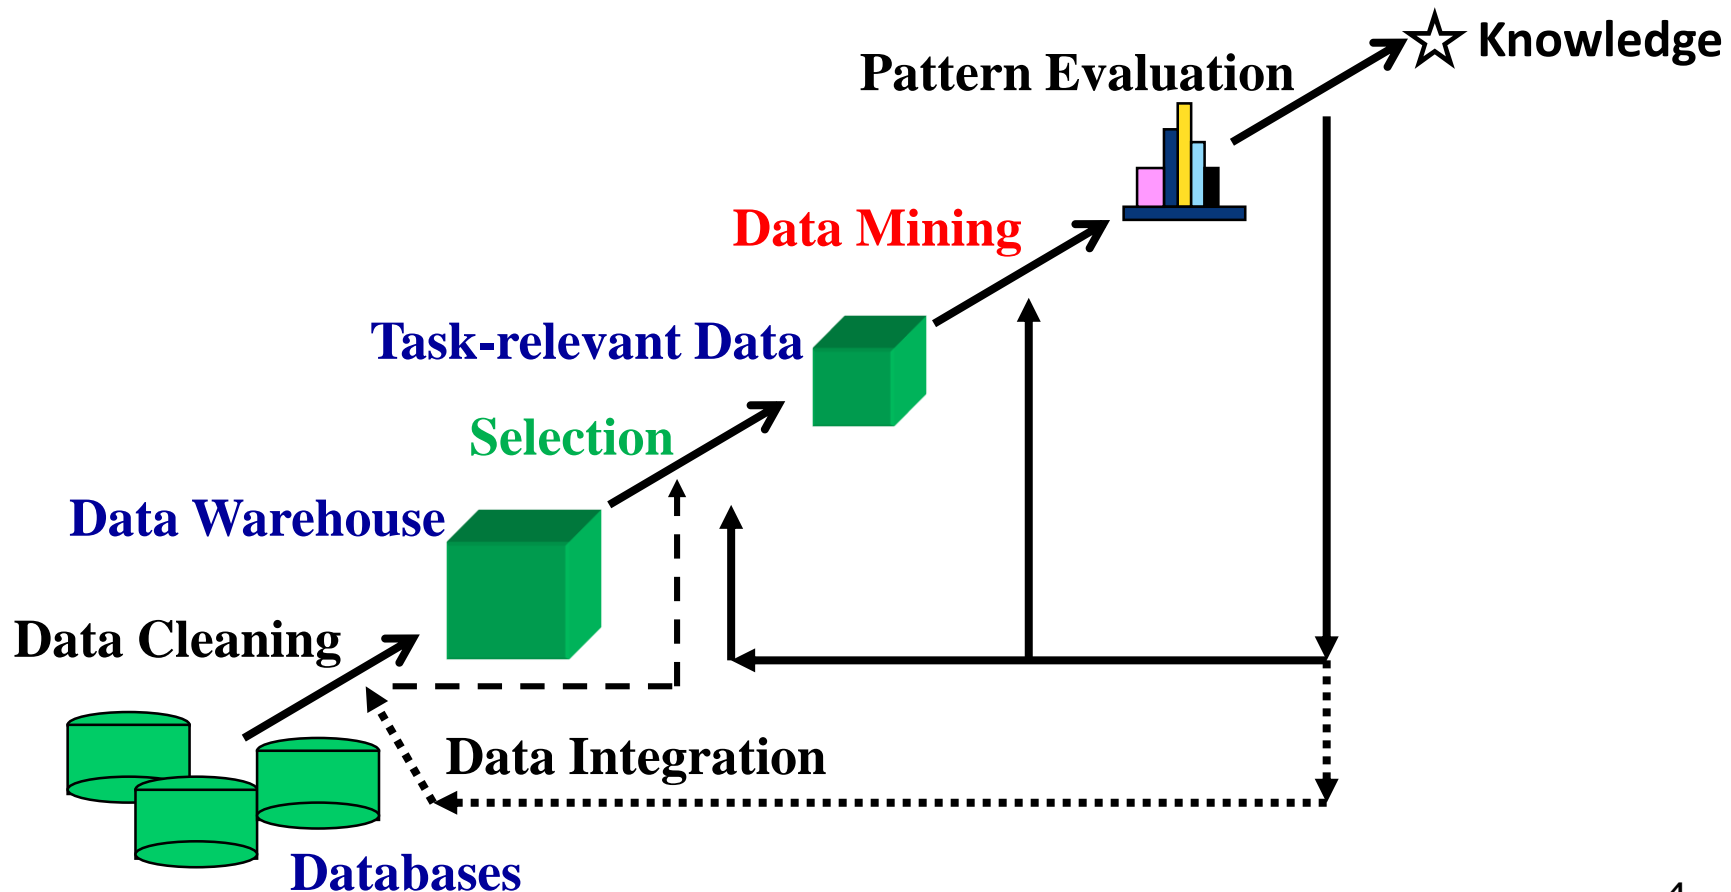 Knowledge
Pattern Evaluation
Data Mining
Task-relevant Data
Selection
Data Warehouse
Data Cleaning
Data Integration
Databases